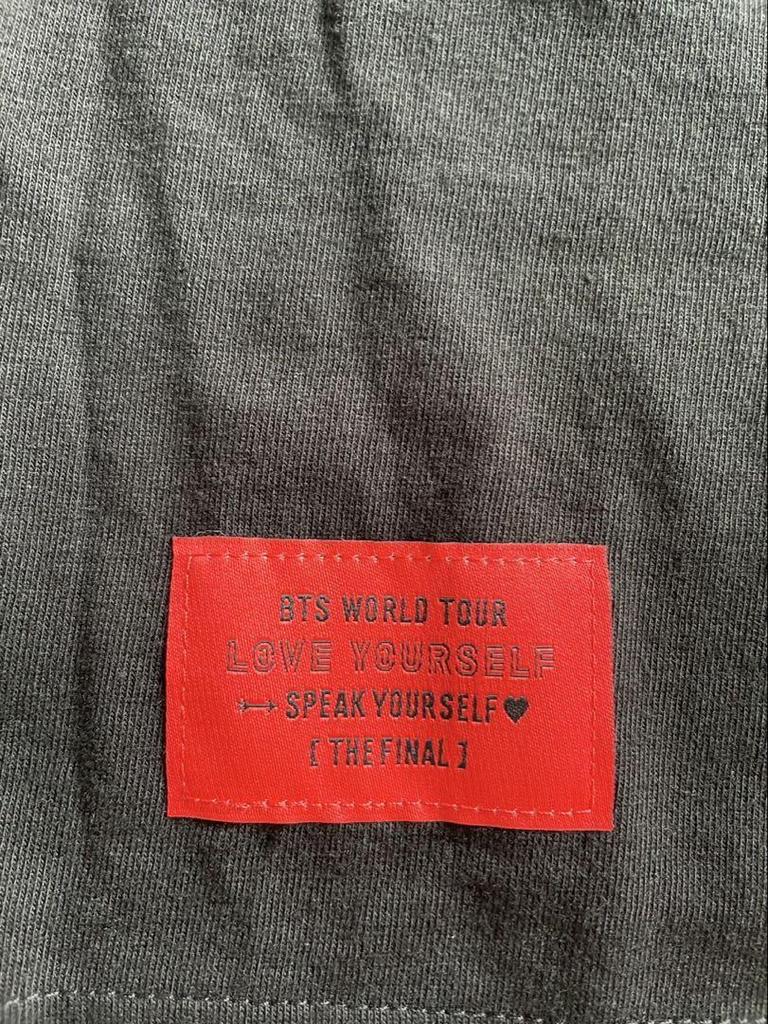 BTS WORLD TOUR
LOVE YOURSELF
SPEAK YOURSELF
[THE FINAL]